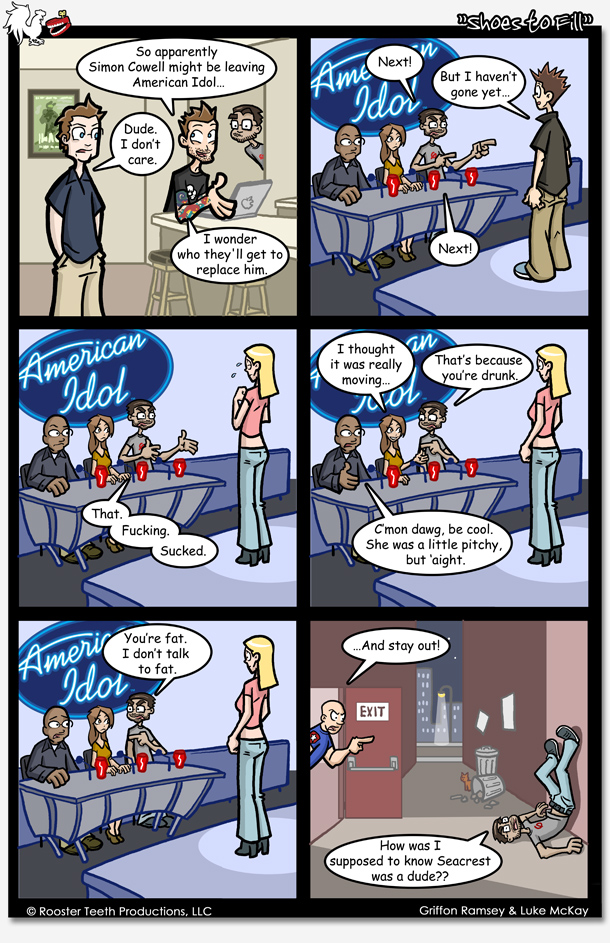 "Shoes to Fill"
So apparently
Simon Cowell might be leaving
American Idol...
Dude.
I don't
care.
I wonder
who they'll get to
replace him.
American
Idol
Next!
But I haven't
gone yet...
Next!
American
Idol
That.
Fucking.
Sucked.
American
Idol
I thought
it was really
moving...
That's because
you're drunk.
C'mon dawg, be cool.
She was a little pitchy,
but 'aight.
American
Idol
You're fat.
I don't talk
to fat.
...And stay out!
EXIT
How was I
supposed to know Seacrest
was a dude??
© Rooster Teeth Productions, LLC
Griffon Ramsey & Luke McKay